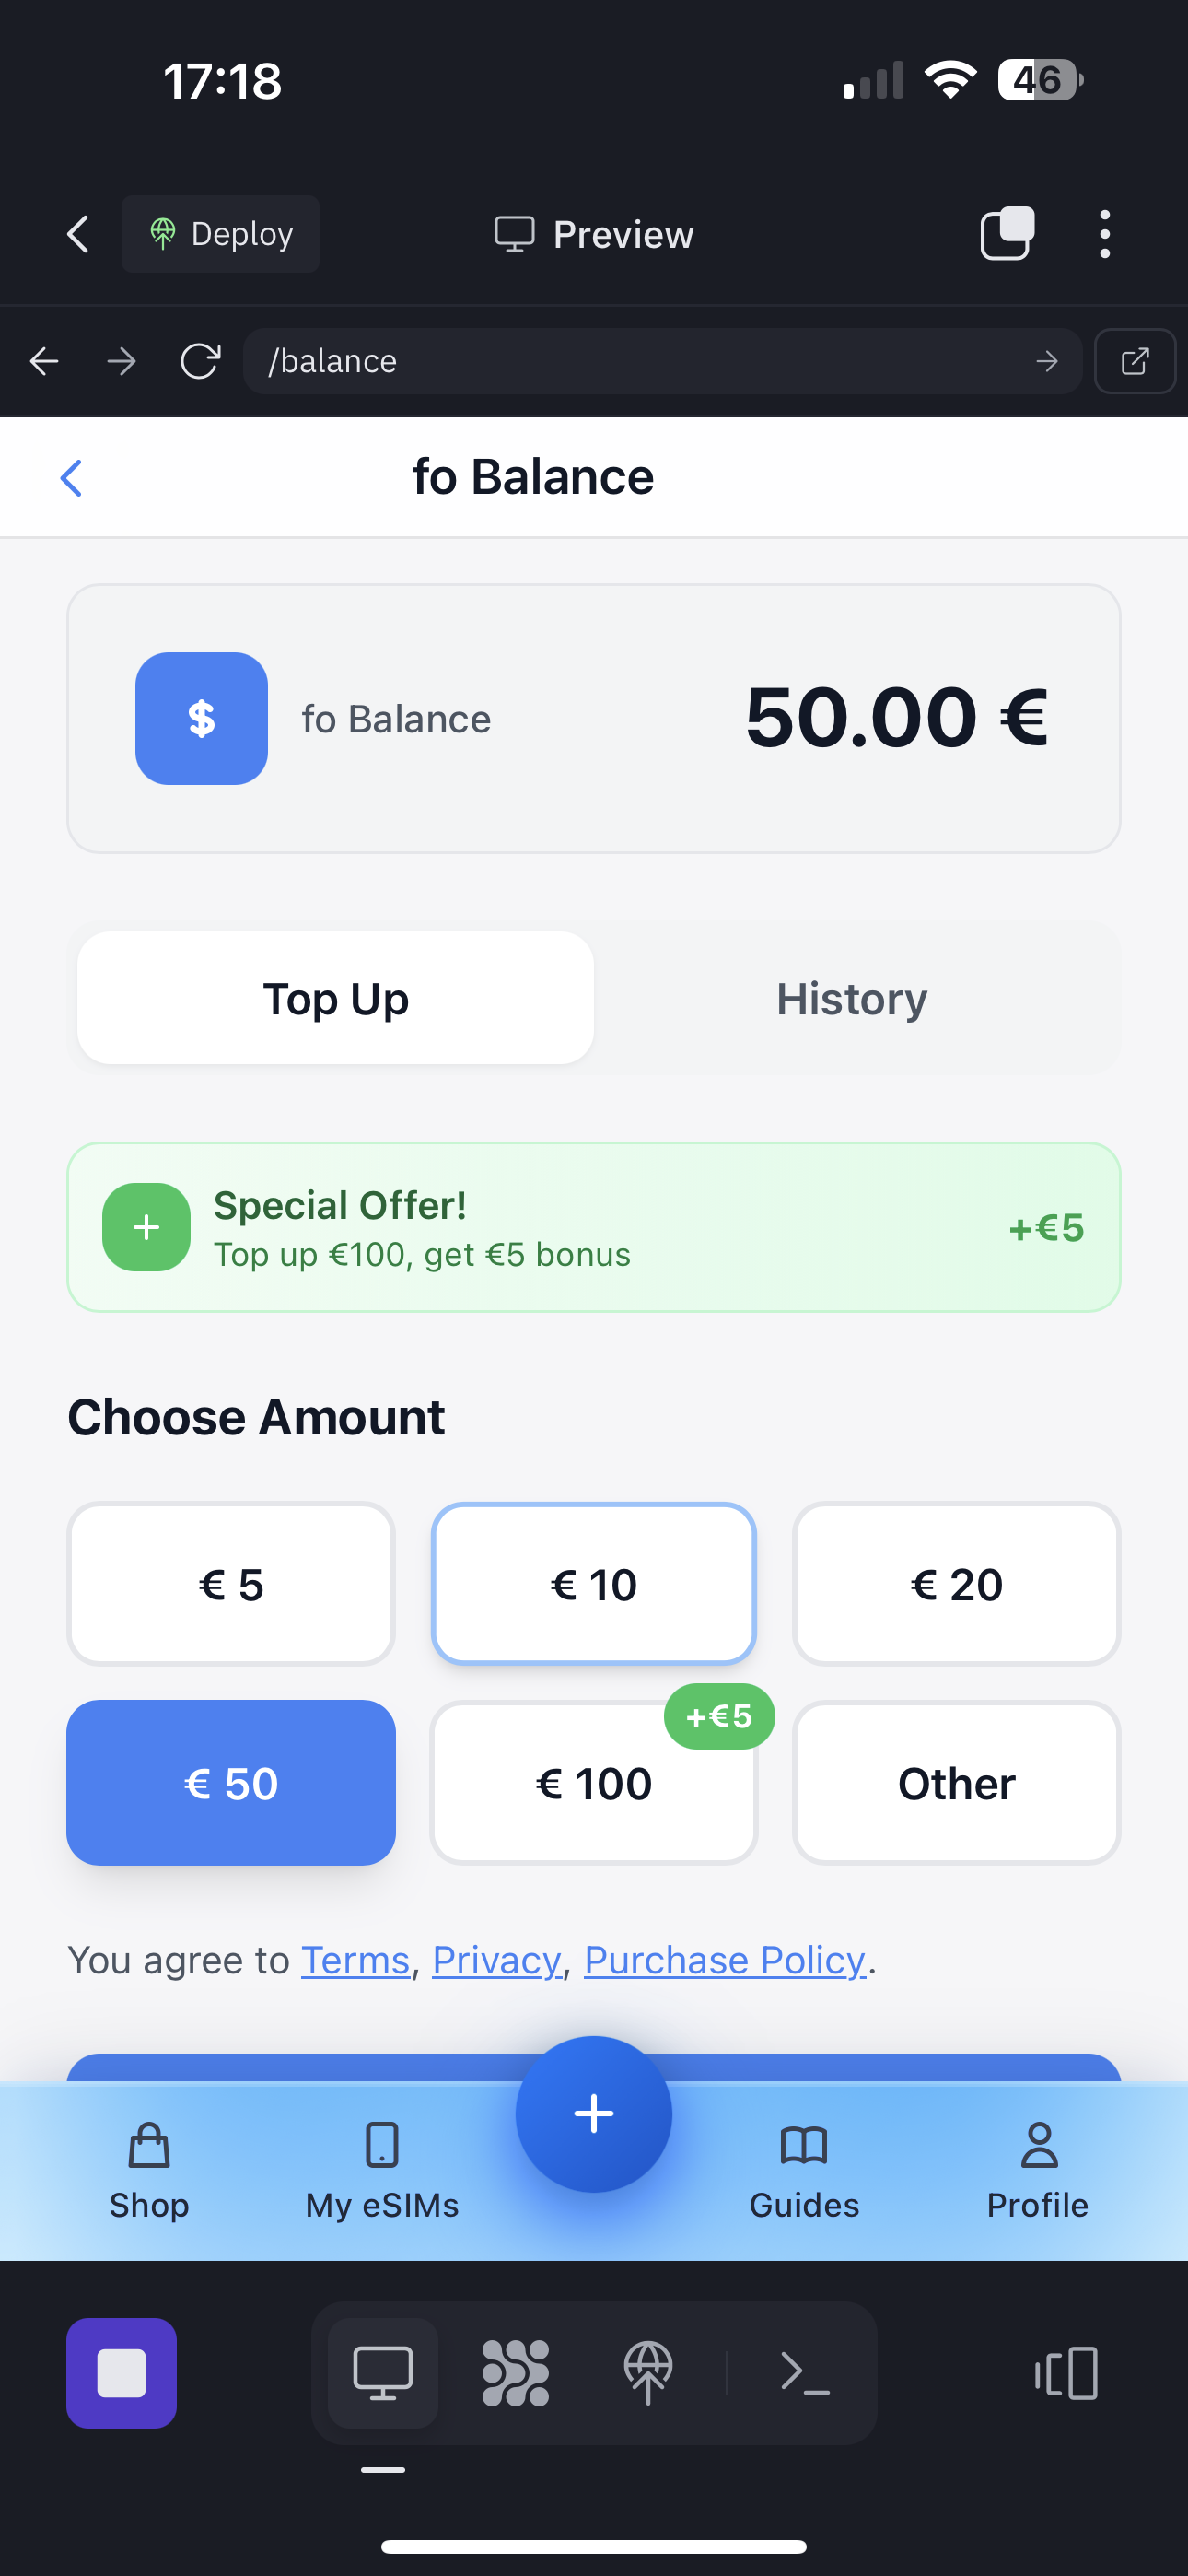 17:18
46
Deploy
Preview
/balance
fo Balance
$ fo Balance 50.00 €
Top Up History
Special Offer!
Top up €100, get €5 bonus
+€5
Choose Amount
€ 5 € 10 € 20
+€5
€ 50 € 100 Other
You agree to Terms, Privacy, Purchase Policy.
Shop My eSIMs Guides Profile